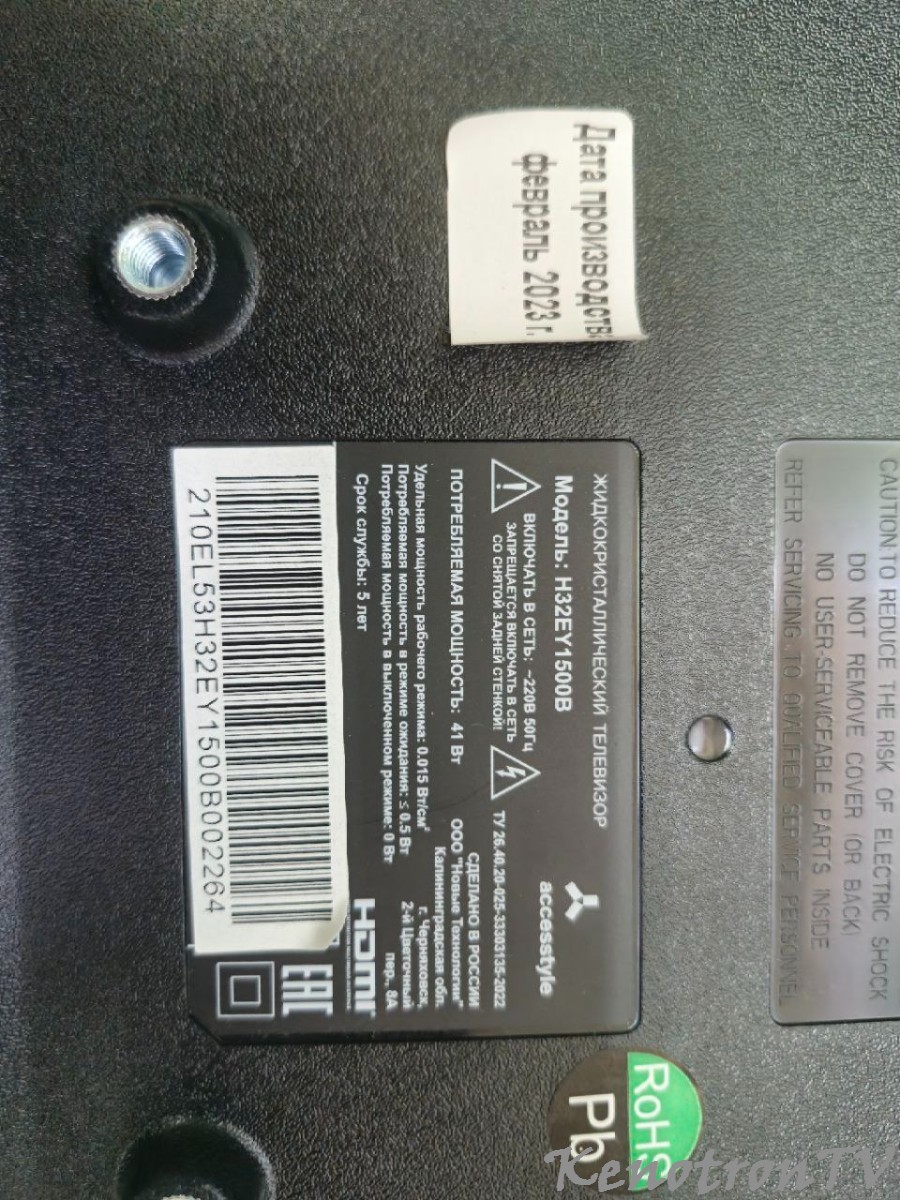 Дата производства
февраль 2023 г.
CAUTION: TO REDUCE THE RISK OF ELECTRIC SHOCK
DO NOT REMOVE COVER (OR BACK)
NO USER-SERVICEABLE PARTS INSIDE
REFER SERVICING TO QUALIFIED SERVICE PERSONNEL
ЖИДКОКРИСТАЛЛИЧЕСКИЙ ТЕЛЕВИЗОР
Модель: H32EY1500B
accesstyle
ВКЛЮЧАТЬ В СЕТЬ: ~220В 50Гц
ЗАПРЕЩАЕТСЯ ВКЛЮЧАТЬ В СЕТЬ
СО СНЯТОЙ ЗАДНЕЙ СТЕНКОЙ!
ТУ 26.40.20-025-33303135-2022
ПОТРЕБЛЯЕМАЯ МОЩНОСТЬ: 41 Вт
СДЕЛАНО В РОССИИ
ООО "Новые Технологии"
Калининградская обл.
г. Черняховск,
2-й Цветочный
пер., 8А
Удельная мощность рабочего режима: 0.015 Вт/см²
Потребляемая мощность в режиме ожидания: ≤ 0.5 Вт
Потребляемая мощность в выключенном режиме: 0 Вт
Срок службы: 5 лет
HDMI
EAC
210EL53H32EY1500B002264
RoHS
Pb
KenotronTV